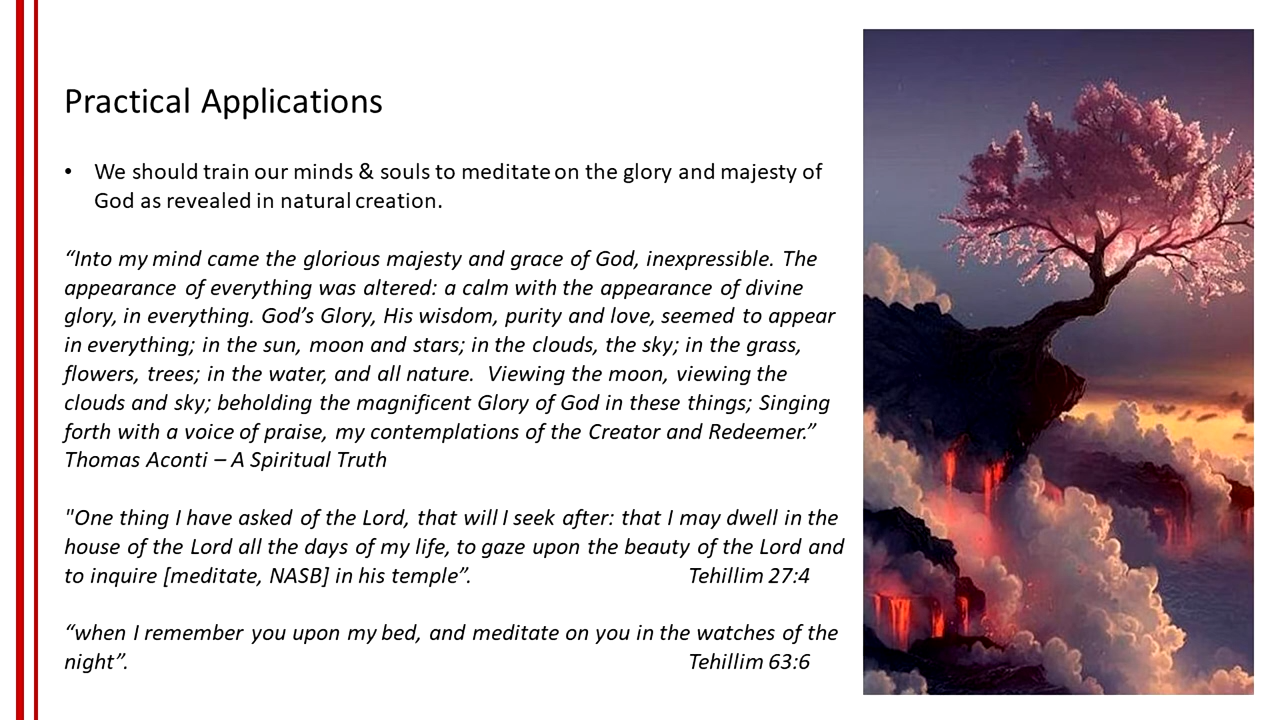 Practical Applications
• We should train our minds & souls to meditate on the glory and majesty of
God as revealed in natural creation.
“Into my mind came the glorious majesty and grace of God, inexpressible. The
appearance of everything was altered: a calm with the appearance of divine
glory, in everything. God’s Glory, His wisdom, purity and love, seemed to appear
in everything; in the sun, moon and stars; in the clouds, the sky; in the grass,
flowers, trees; in the water, and all nature.  Viewing the moon, viewing the
clouds and sky; beholding the magnificent Glory of God in these things; Singing
forth with a voice of praise, my contemplations of the Creator and Redeemer.”
Thomas Aconti – A Spiritual Truth
"One thing I have asked of the Lord, that will I seek after: that I may dwell in the
house of the Lord all the days of my life, to gaze upon the beauty of the Lord and
to inquire [meditate, NASB] in his temple”. Tehillim 27:4
“when I remember you upon my bed, and meditate on you in the watches of the
night”. Tehillim 63:6